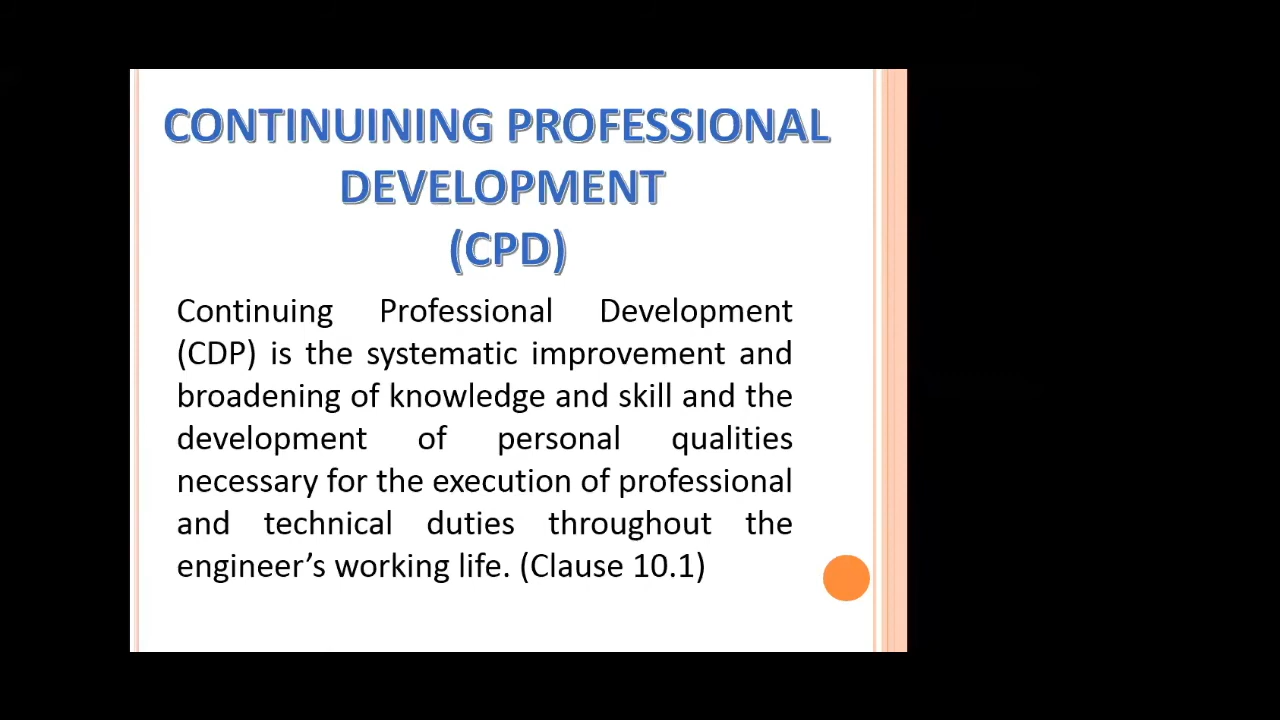 CONTINUINING PROFESSIONAL
DEVELOPMENT
(CPD)
Continuing Professional Development
(CDP) is the systematic improvement and
broadening of knowledge and skill and the
development of personal qualities
necessary for the execution of professional
and technical duties throughout the
engineer’s working life. (Clause 10.1)